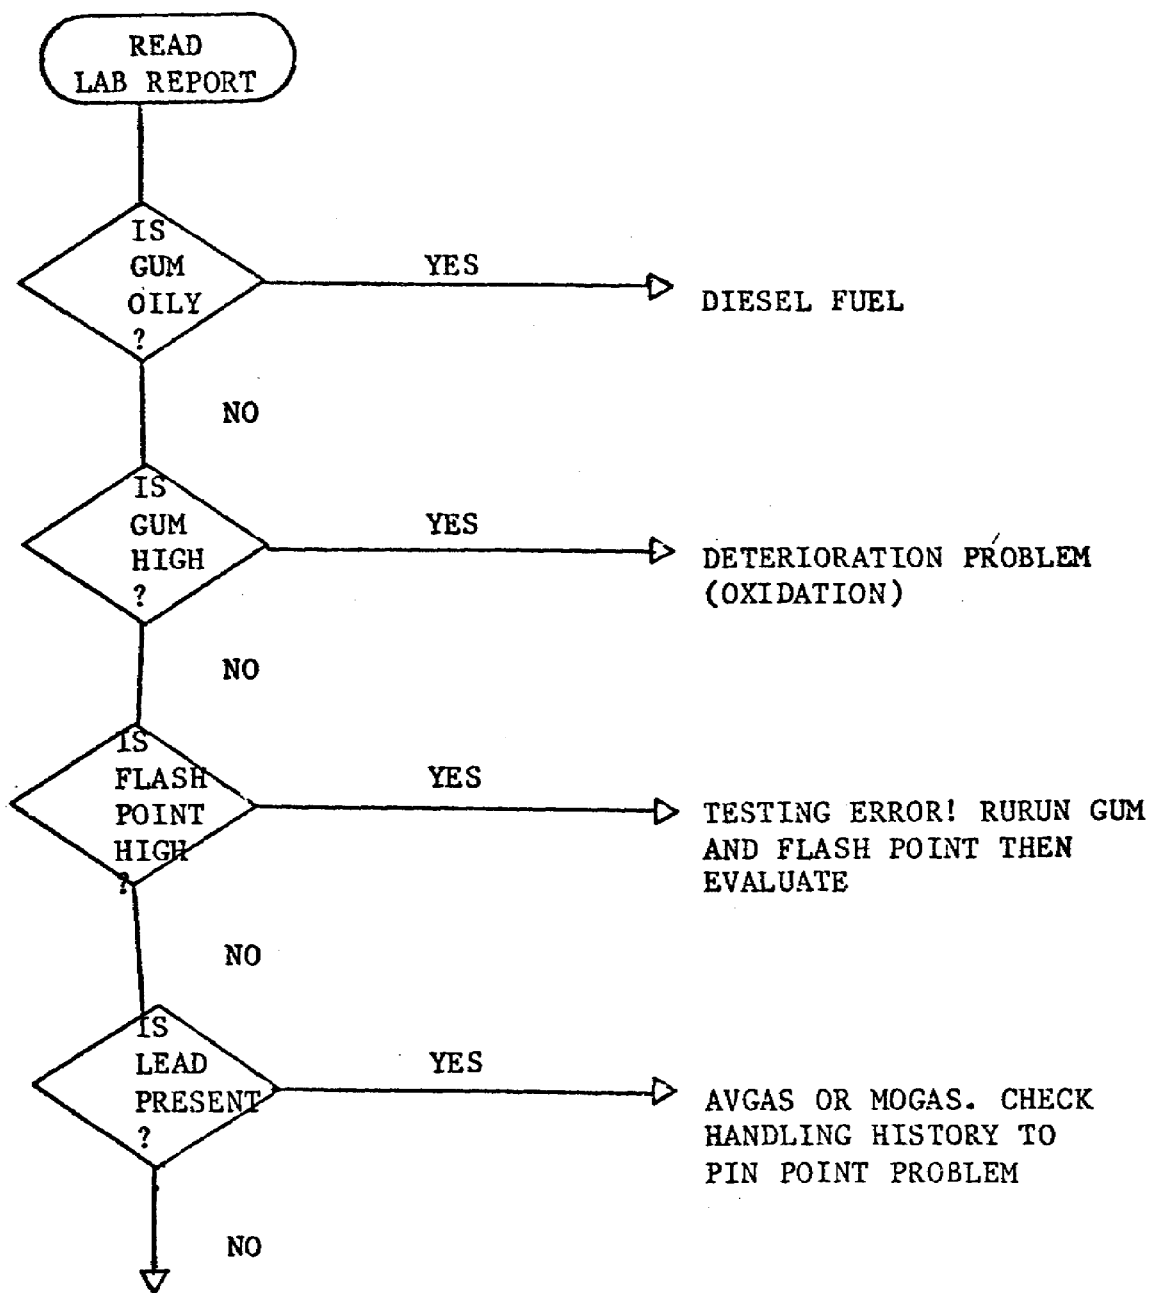 READ
LAB REPORT
IS
GUM
OILY
?
YES
DIESEL FUEL
NO
IS
GUM
HIGH
?
YES
DETERIORATION PROBLEM
(OXIDATION)
NO
IS
FLASH
POINT
HIGH
?
YES
TESTING ERROR! RURUN GUM
AND FLASH POINT THEN
EVALUATE
NO
IS
LEAD
PRESENT
?
YES
AVGAS OR MOGAS. CHECK
HANDLING HISTORY TO
PIN POINT PROBLEM
NO